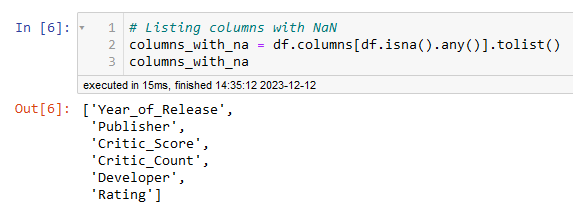 In [6]:
1 # Listing columns with NaN
2 columns_with_na = df.columns[df.isna().any()].tolist()
3 columns_with_na
executed in 15ms, finished 14:35:12 2023-12-12
Out[6]: ['Year_of_Release',
'Publisher',
'Critic_Score',
'Critic_Count',
'Developer',
'Rating']